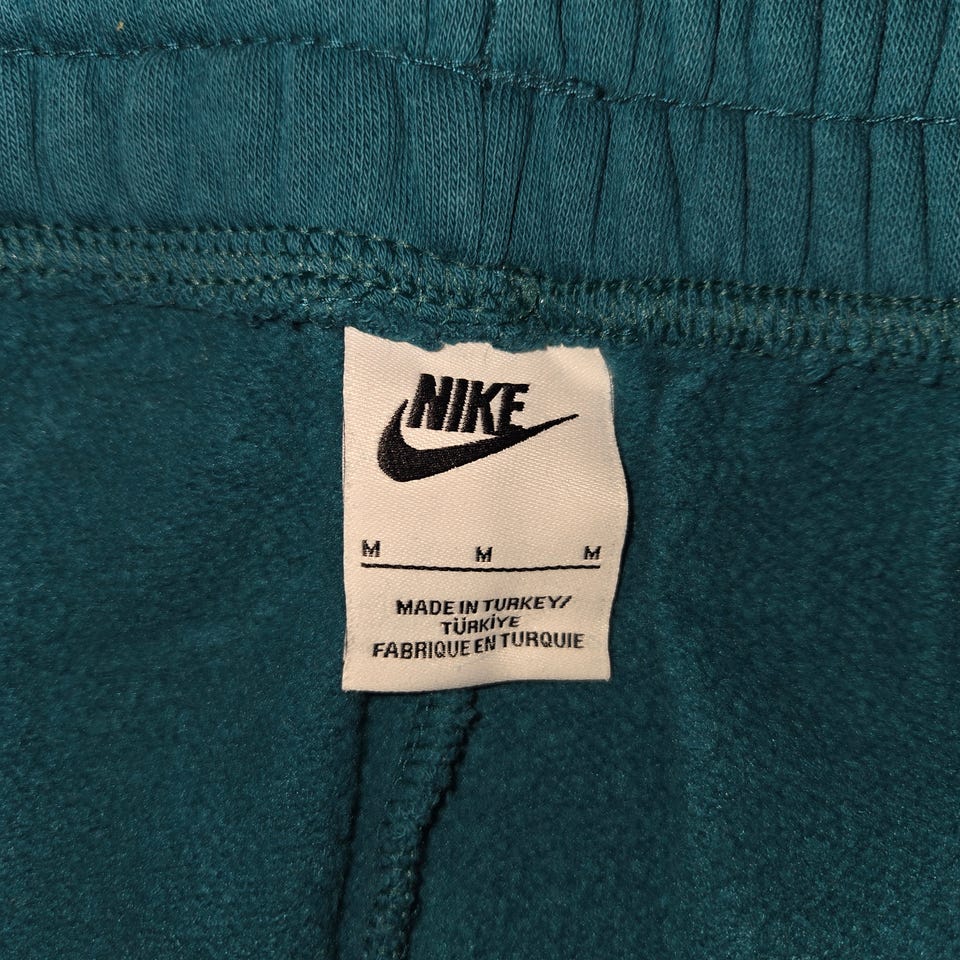 NIKE
M M M
MADE IN TURKEY/
TÜRKİYE
FABRIQUE EN TURQUIE